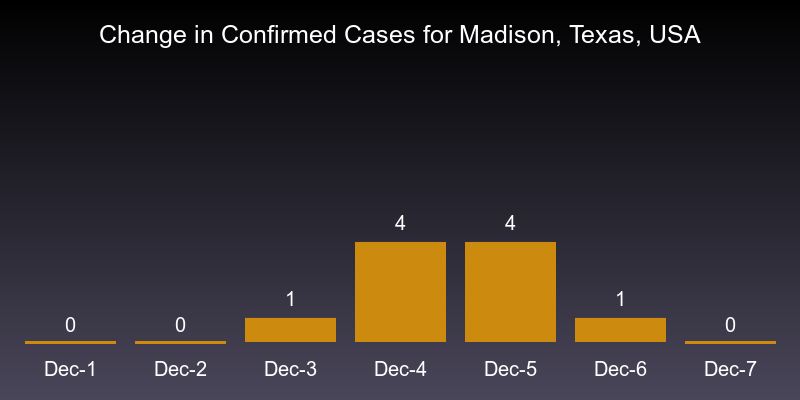 Change in Confirmed Cases for Madison, Texas, USA
4 4
1 1
0 0 0
Dec-1 Dec-2 Dec-3 Dec-4 Dec-5 Dec-6 Dec-7